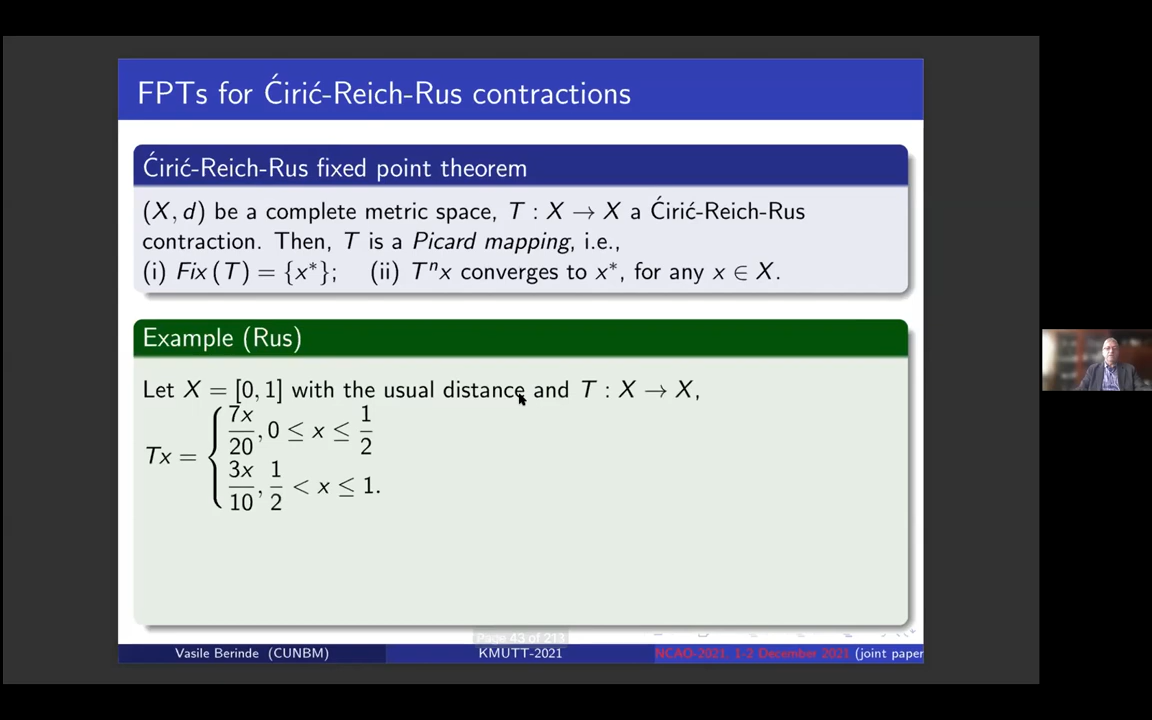 FPTs for Ćirić-Reich-Rus contractions
Ćirić-Reich-Rus fixed point theorem
(X, d) be a complete metric space, T : X → X a Ćirić-Reich-Rus
contraction. Then, T is a Picard mapping, i.e.,
(i) Fix (T) = {x*}; (ii) Tⁿx converges to x*, for any x ∈ X.
Example (Rus)
Let X = [0, 1] with the usual distance and T : X → X,
Tx = { 7x/20, 0 ≤ x ≤ 1/2
3x/10, 1/2 < x ≤ 1.
Page 43 of 213
Vasile Berinde (CUNBM) KMUTT-2021 NCAO-2021, 1-2 December 2021 (joint paper